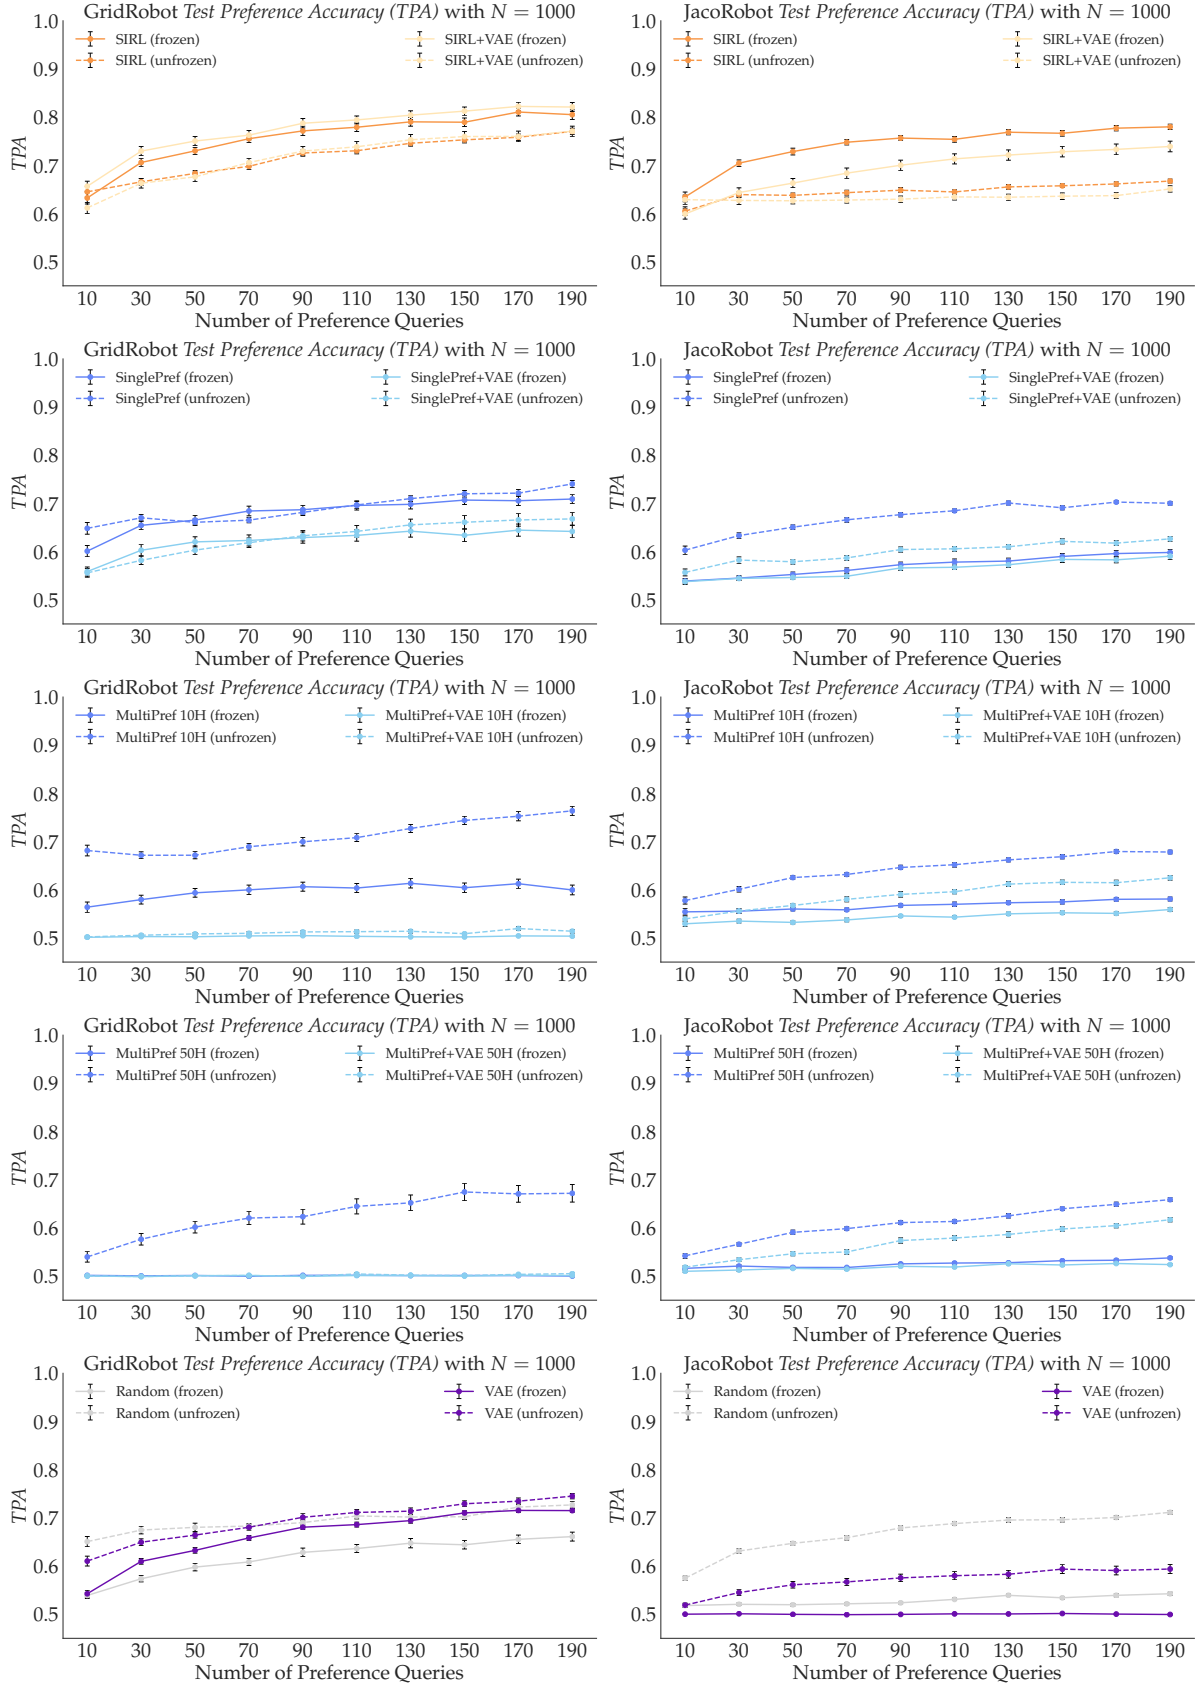 GridRobot Test Preference Accuracy (TPA) with N = 1000
1.0
SIRL (frozen) SIRL+VAE (frozen)
SIRL (unfrozen) SIRL+VAE (unfrozen)
0.9
0.8
TPA
0.7
0.6
0.5
10 30 50 70 90 110 130 150 170 190
Number of Preference Queries
JacoRobot Test Preference Accuracy (TPA) with N = 1000
1.0
SIRL (frozen) SIRL+VAE (frozen)
SIRL (unfrozen) SIRL+VAE (unfrozen)
0.9
0.8
TPA
0.7
0.6
0.5
10 30 50 70 90 110 130 150 170 190
Number of Preference Queries
GridRobot Test Preference Accuracy (TPA) with N = 1000
1.0
SinglePref (frozen) SinglePref+VAE (frozen)
SinglePref (unfrozen) SinglePref+VAE (unfrozen)
0.9
0.8
TPA
0.7
0.6
0.5
10 30 50 70 90 110 130 150 170 190
Number of Preference Queries
JacoRobot Test Preference Accuracy (TPA) with N = 1000
1.0
SinglePref (frozen) SinglePref+VAE (frozen)
SinglePref (unfrozen) SinglePref+VAE (unfrozen)
0.9
0.8
TPA
0.7
0.6
0.5
10 30 50 70 90 110 130 150 170 190
Number of Preference Queries
GridRobot Test Preference Accuracy (TPA) with N = 1000
1.0
MultiPref 10H (frozen) MultiPref+VAE 10H (frozen)
MultiPref 10H (unfrozen) MultiPref+VAE 10H (unfrozen)
0.9
0.8
TPA
0.7
0.6
0.5
10 30 50 70 90 110 130 150 170 190
Number of Preference Queries
JacoRobot Test Preference Accuracy (TPA) with N = 1000
1.0
MultiPref 10H (frozen) MultiPref+VAE 10H (frozen)
MultiPref 10H (unfrozen) MultiPref+VAE 10H (unfrozen)
0.9
0.8
TPA
0.7
0.6
0.5
10 30 50 70 90 110 130 150 170 190
Number of Preference Queries
GridRobot Test Preference Accuracy (TPA) with N = 1000
1.0
MultiPref 50H (frozen) MultiPref+VAE 50H (frozen)
MultiPref 50H (unfrozen) MultiPref+VAE 50H (unfrozen)
0.9
0.8
TPA
0.7
0.6
0.5
10 30 50 70 90 110 130 150 170 190
Number of Preference Queries
JacoRobot Test Preference Accuracy (TPA) with N = 1000
1.0
MultiPref 50H (frozen) MultiPref+VAE 50H (frozen)
MultiPref 50H (unfrozen) MultiPref+VAE 50H (unfrozen)
0.9
0.8
TPA
0.7
0.6
0.5
10 30 50 70 90 110 130 150 170 190
Number of Preference Queries
GridRobot Test Preference Accuracy (TPA) with N = 1000
1.0
Random (frozen) VAE (frozen)
Random (unfrozen) VAE (unfrozen)
0.9
0.8
TPA
0.7
0.6
0.5
10 30 50 70 90 110 130 150 170 190
Number of Preference Queries
JacoRobot Test Preference Accuracy (TPA) with N = 1000
1.0
Random (frozen) VAE (frozen)
Random (unfrozen) VAE (unfrozen)
0.9
0.8
TPA
0.7
0.6
0.5
10 30 50 70 90 110 130 150 170 190
Number of Preference Queries